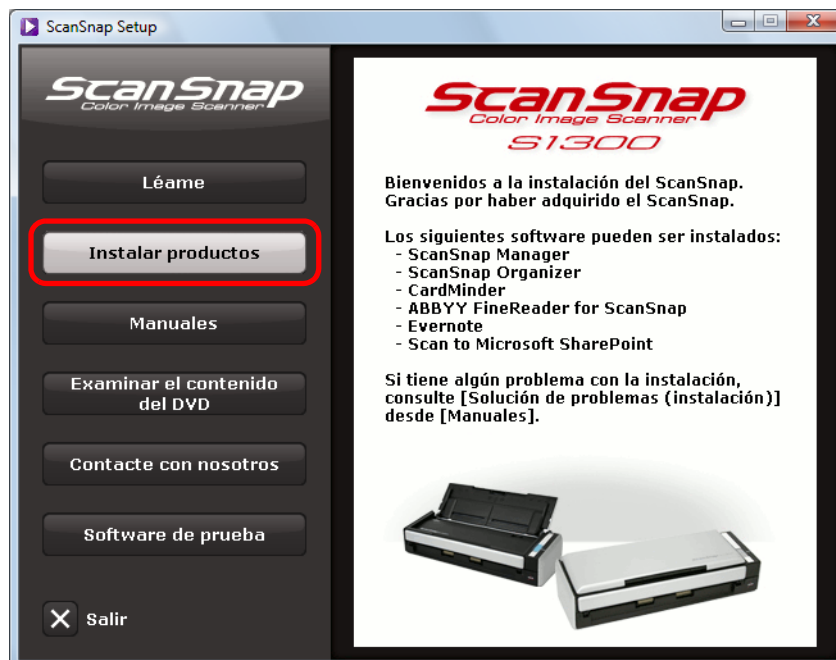 ScanSnap Setup
ScanSnap
Color Image Scanner
Léame
Instalar productos
Manuales
Examinar el contenido
del DVD
Contacte con nosotros
Software de prueba
Salir
ScanSnap
Color Image Scanner
S1300
Bienvenidos a la instalación del ScanSnap.
Gracias por haber adquirido el ScanSnap.
Los siguientes software pueden ser instalados:
- ScanSnap Manager
- ScanSnap Organizer
- CardMinder
- ABBYY FineReader for ScanSnap
- Evernote
- Scan to Microsoft SharePoint
Si tiene algún problema con la instalación,
consulte [Solución de problemas (instalación)]
desde [Manuales].